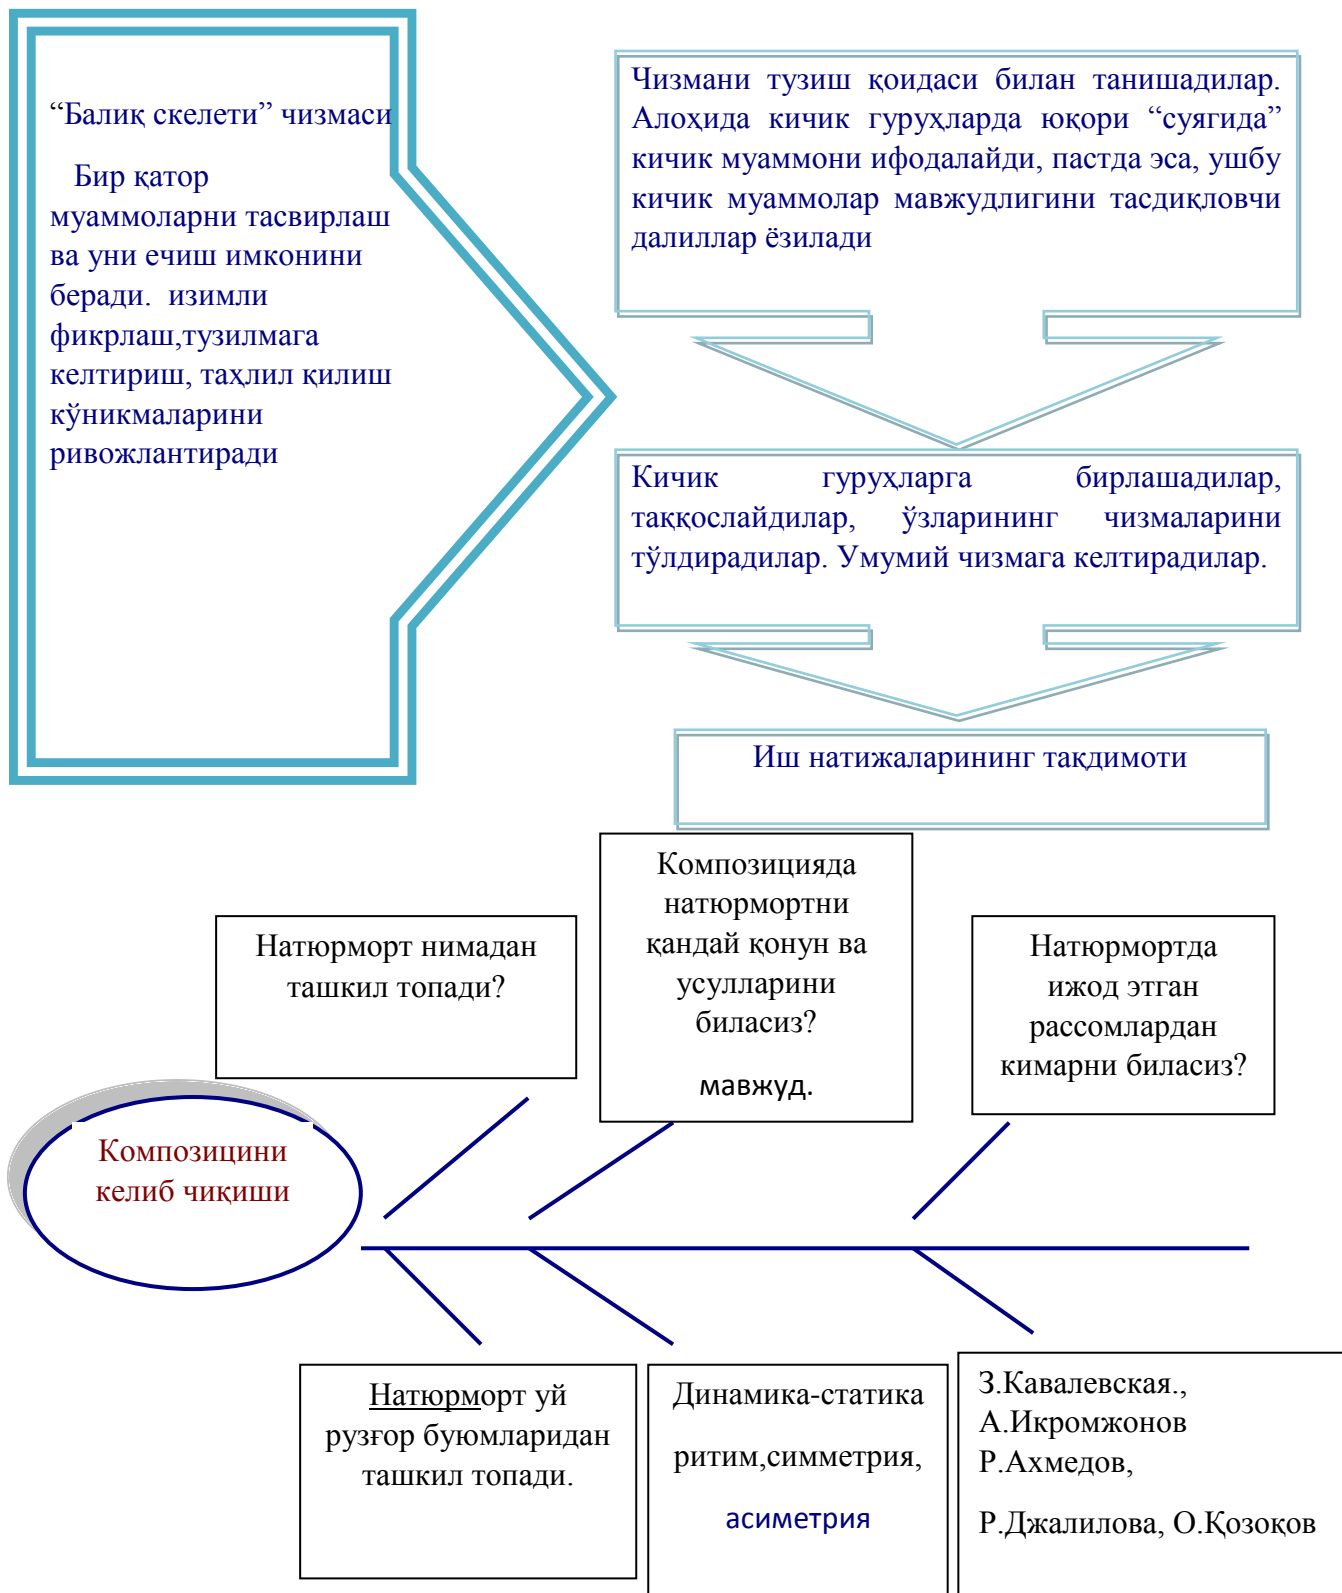 “Балиқ скелети” чизмаси
Бир қатор
муаммоларни тасвирлаш
ва уни ечиш имконини
беради. изимли
фикрлаш,тузилмага
келтириш, таҳлил қилиш
кўникмаларини
ривожлантиради
Чизмани тузиш қоидаси билан танишадилар.
Алоҳида кичик гуруҳларда юқори “суягида”
кичик муаммони ифодалайди, пастда эса, ушбу
кичик муаммолар мавжудлигини тасдиқловчи
далиллар ёзилади
Кичик гуруҳларга бирлашадилар,
таққослайдилар, ўзларининг чизмаларини
тўлдирадилар. Умумий чизмага келтирадилар.
Иш натижаларининг тақдимоти
Натюрморт нимадан
ташкил топади?
Композицияда
натюрмортни
қандай қонун ва
усулларини
биласиз?
мавжуд.
Натюрмортда
ижод этган
рассомлардан
кимарни биласиз?
Композицини
келиб чиқиши
Натюрморт уй
рузғор буюмларидан
ташкил топади.
Динамика-статика
ритим,симметрия,
асиметрия
З.Кавалевская.,
А.Икромжонов
Р.Ахмедов,
Р.Джалилова, О.Қозоқов